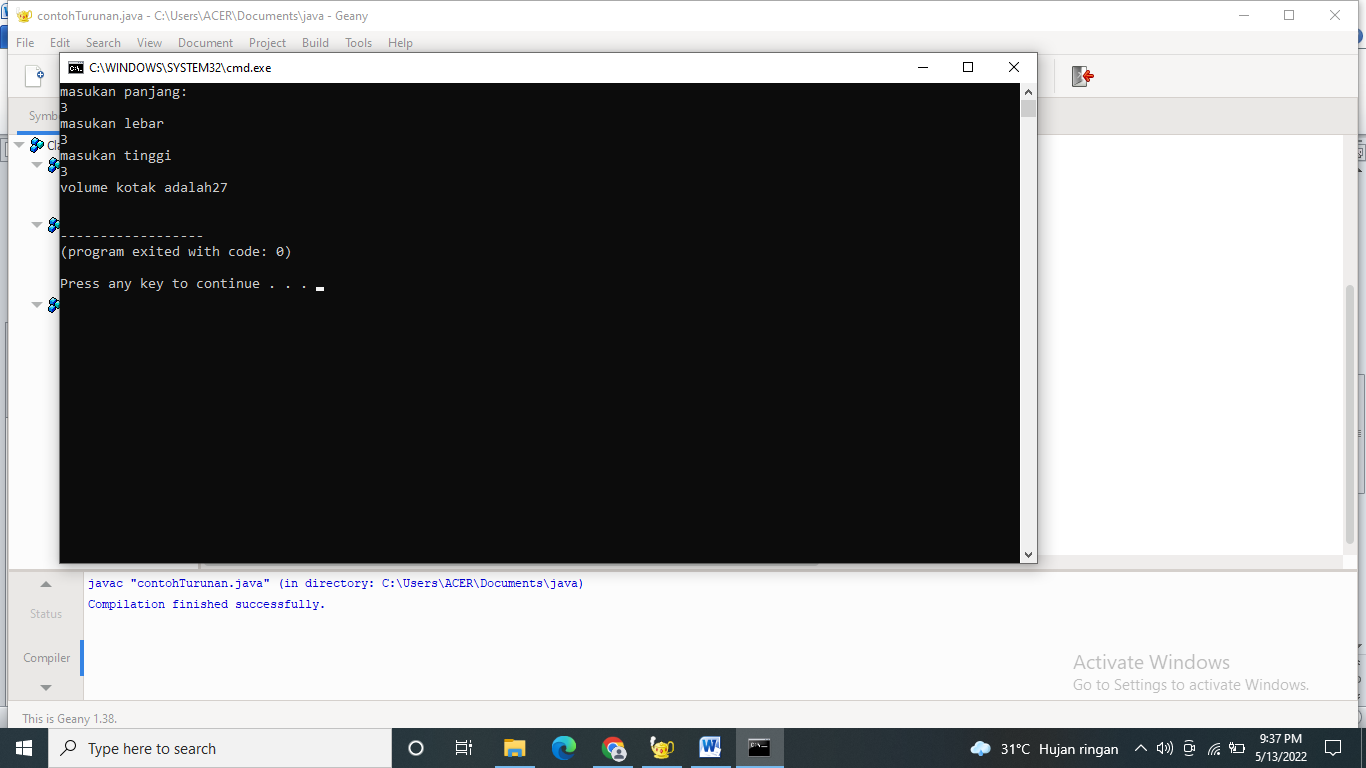 contohTurunan.java - C:\Users\ACER\Documents\java - Geany
File Edit Search View Document Project Build Tools Help
C:\WINDOWS\SYSTEM32\cmd.exe
masukan panjang:
3
masukan lebar
3
masukan tinggi
3
volume kotak adalah27
------------------
(program exited with code: 0)
Press any key to continue . . .
javac "contohTurunan.java" (in directory: C:\Users\ACER\Documents\java)
Compilation finished successfully.
Status
Compiler
Activate Windows
Go to Settings to activate Windows.
This is Geany 1.38.
Type here to search
31°C Hujan ringan
9:37 PM
5/13/2022